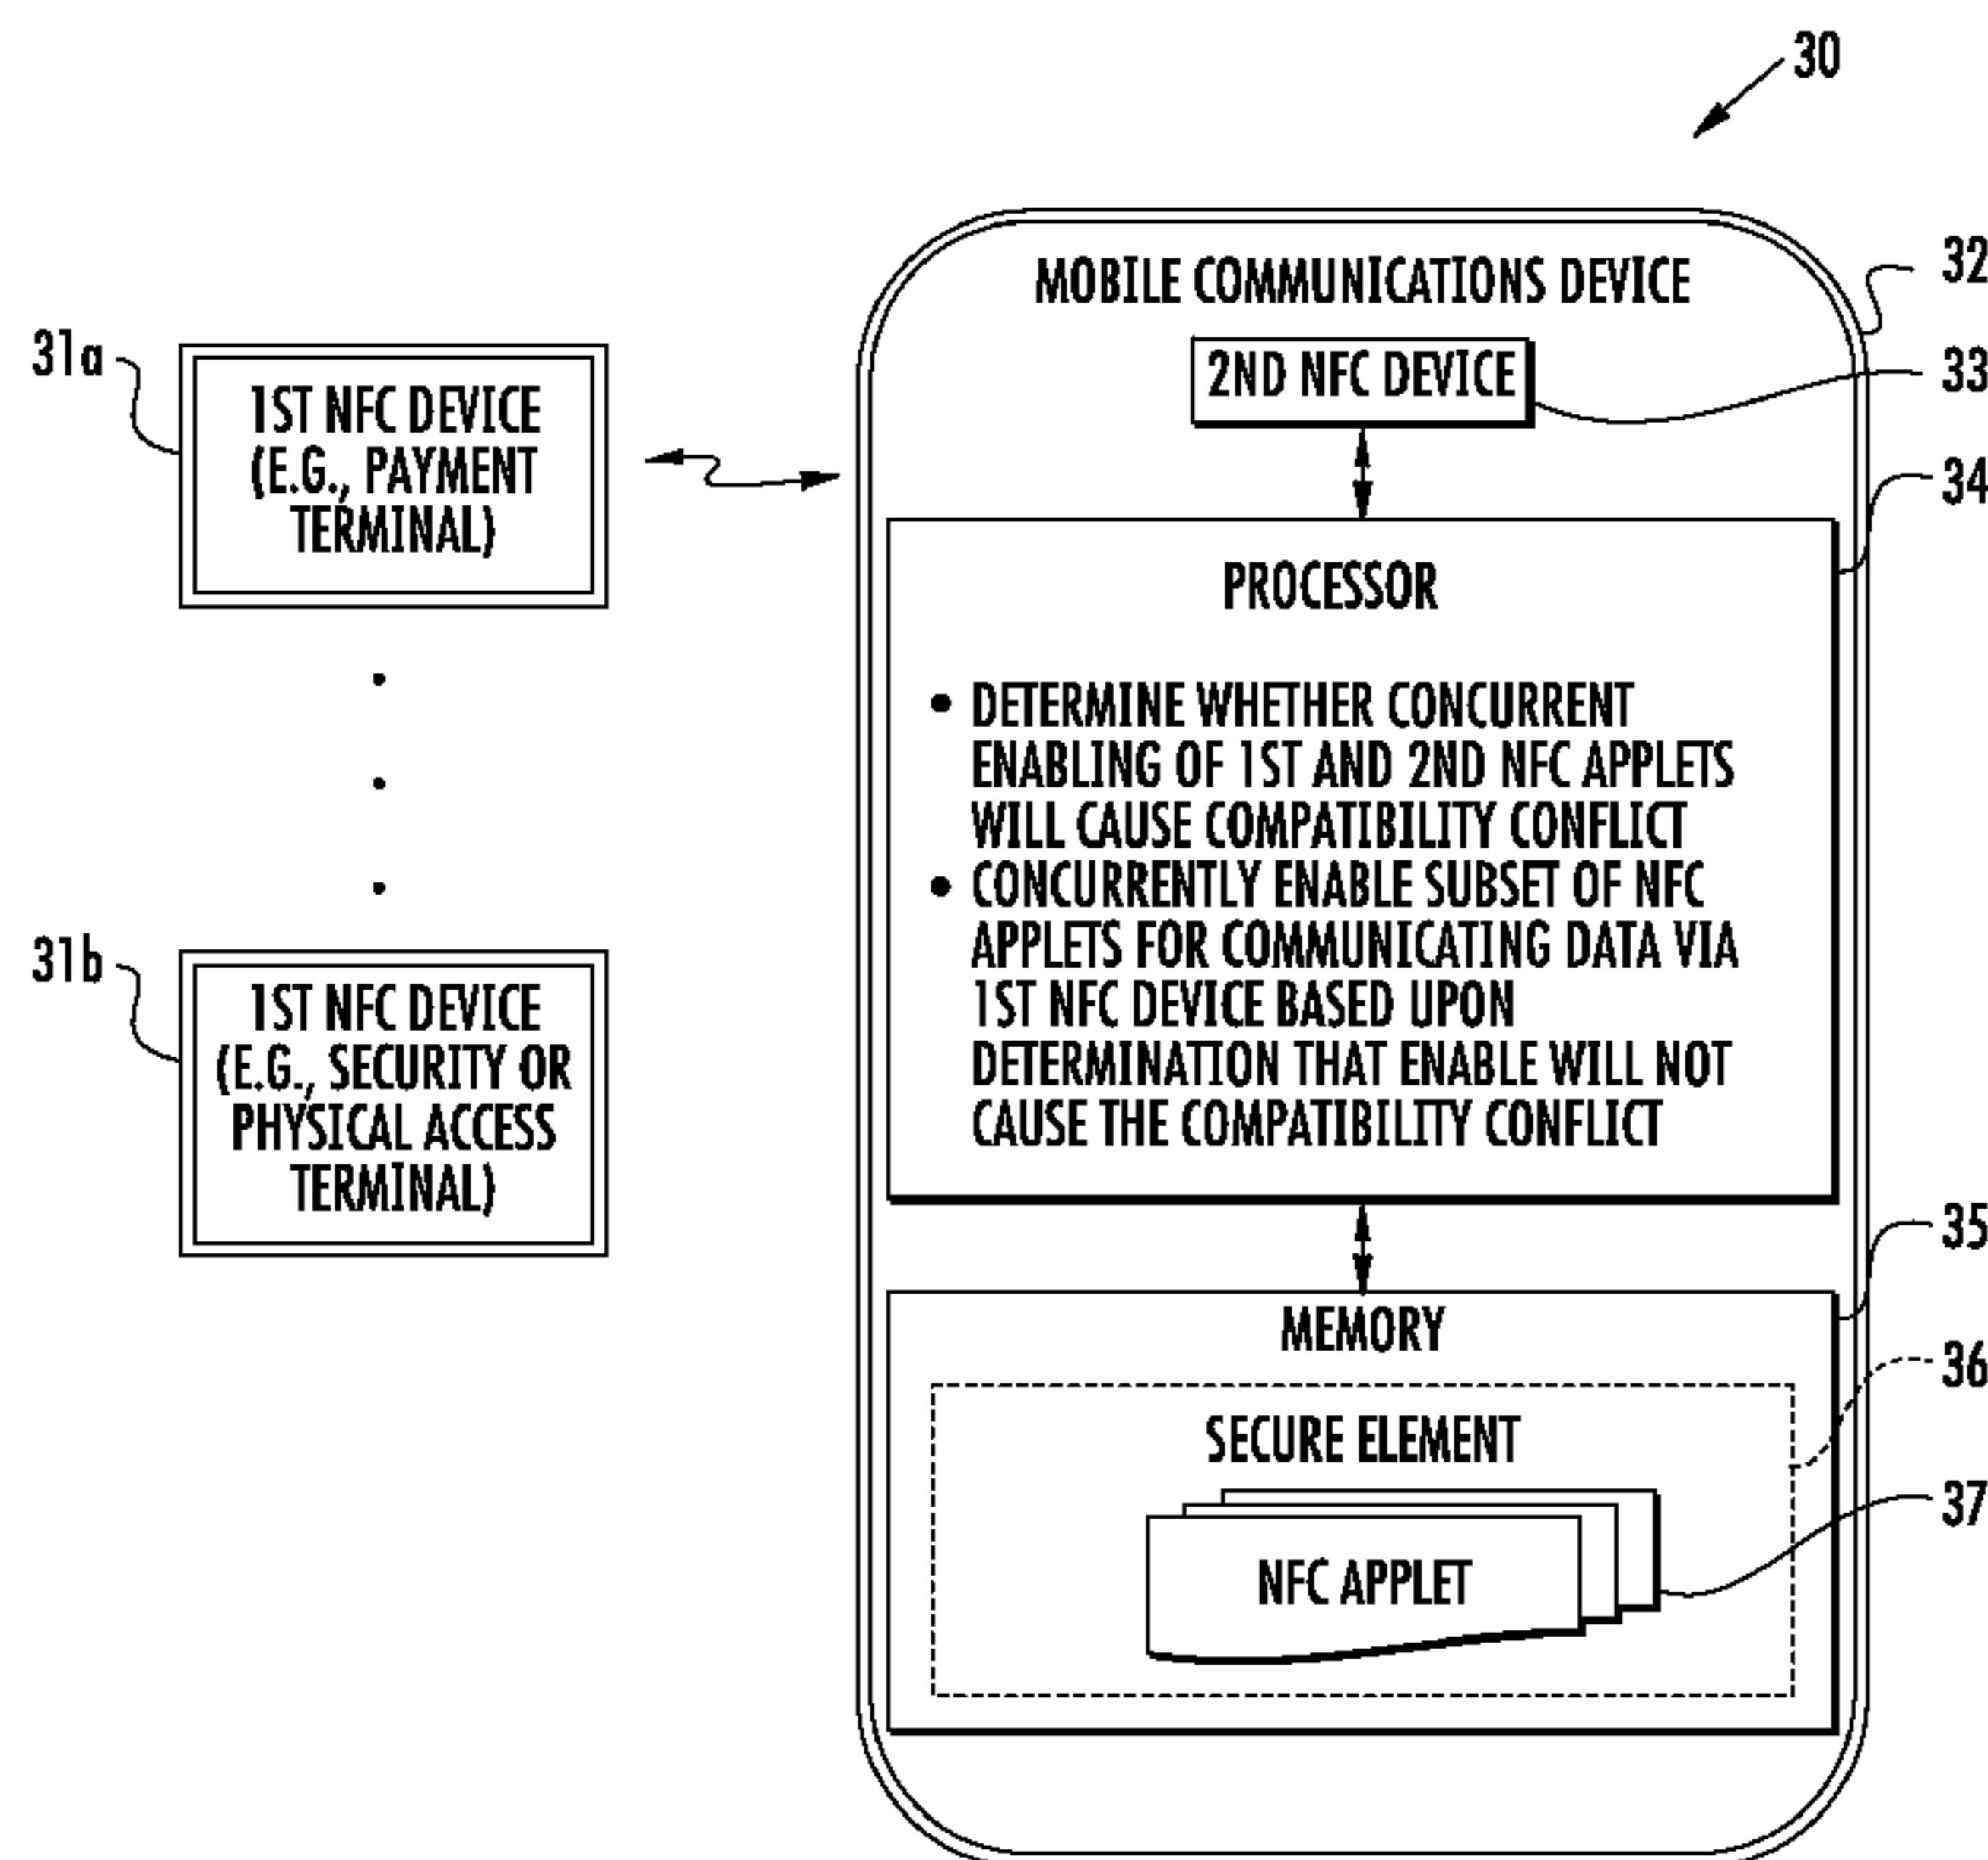 30
MOBILE COMMUNICATIONS DEVICE
32
2ND NFC DEVICE
33
31a
1ST NFC DEVICE
(E.G., PAYMENT
TERMINAL)
34
PROCESSOR
• DETERMINE WHETHER CONCURRENT
ENABLING OF 1ST AND 2ND NFC APPLETS
WILL CAUSE COMPATIBILITY CONFLICT
• CONCURRENTLY ENABLE SUBSET OF NFC
APPLETS FOR COMMUNICATING DATA VIA
1ST NFC DEVICE BASED UPON
DETERMINATION THAT ENABLE WILL NOT
CAUSE THE COMPATIBILITY CONFLICT
31b
1ST NFC DEVICE
(E.G., SECURITY OR
PHYSICAL ACCESS
TERMINAL)
35
MEMORY
36
SECURE ELEMENT
37
NFC APPLET